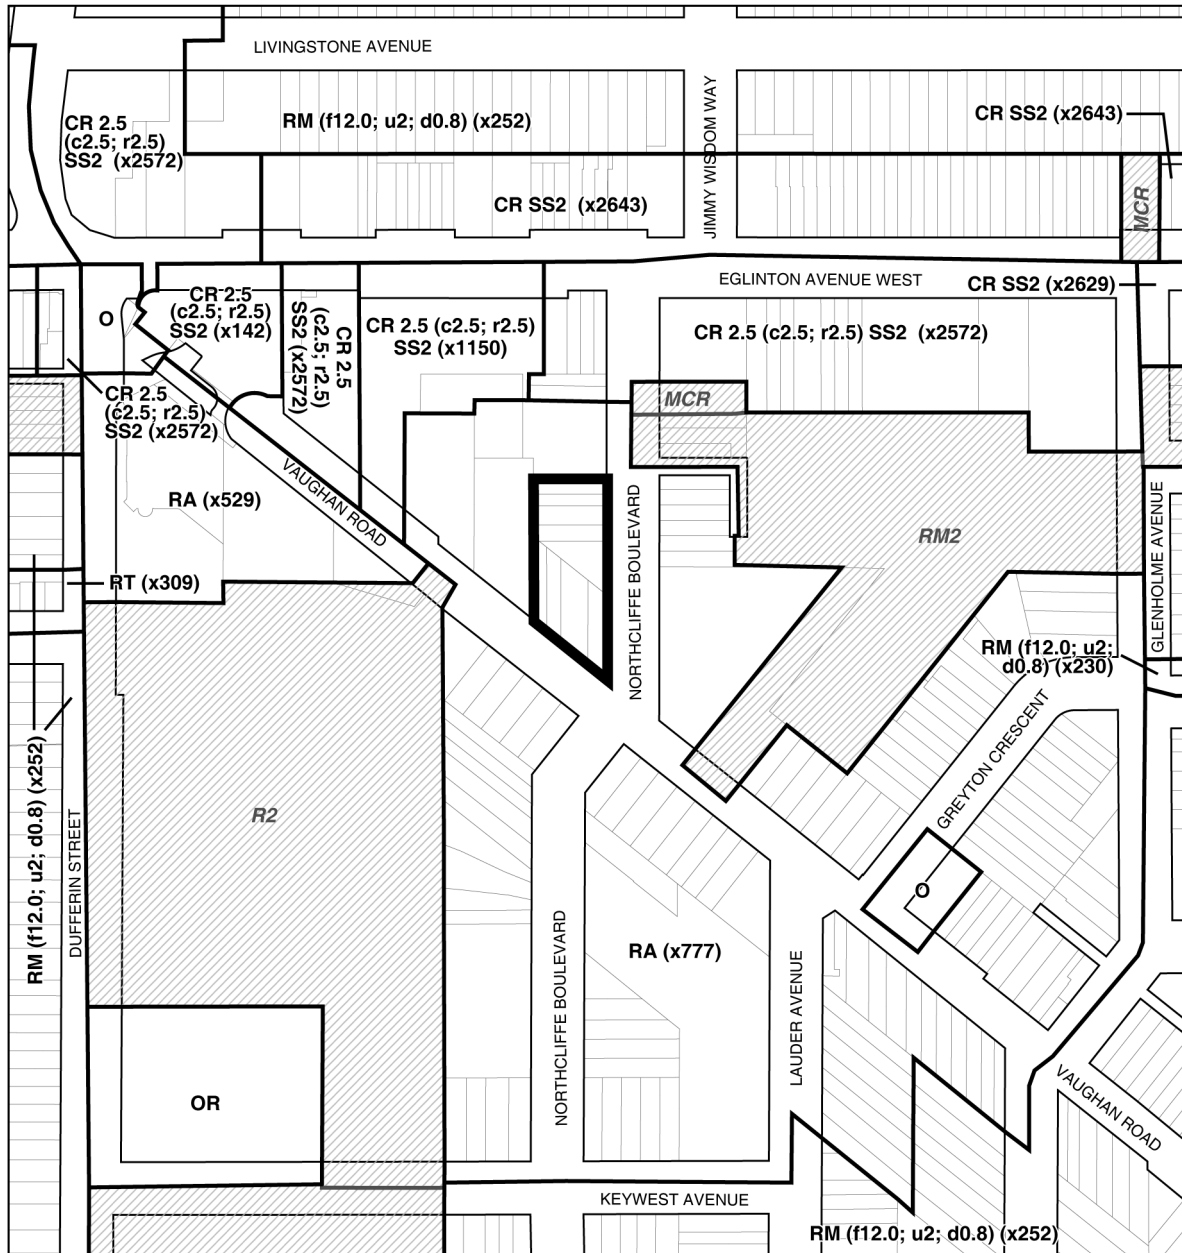 LIVINGSTONE AVENUE
JIMMY WISDOM WAY
CR 2.5
(c2.5; r2.5)
SS2 (x2572)
RM (f12.0; u2; d0.8) (x252)
CR SS2 (x2643)
CR SS2 (x2643)
MCR
EGLINTON AVENUE WEST
CR SS2 (x2629)
O
CR 2.5
(c2.5; r2.5)
SS2 (x142)
CR 2.5
(c2.5; r2.5)
SS2 (x2572)
CR 2.5 (c2.5; r2.5)
SS2 (x1150)
CR 2.5 (c2.5; r2.5) SS2 (x2572)
CR 2.5
(c2.5; r2.5)
SS2 (x2572)
MCR
RA (x529)
VAUGHAN ROAD
NORTHCLIFFE BOULEVARD
RM2
GLENHOLME AVENUE
RT (x309)
RM (f12.0; u2;
d0.8) (x230)
GREYTON CRESCENT
RM (f12.0; u2; d0.8) (x252)
DUFFERIN STREET
R2
O
NORTHCLIFFE BOULEVARD
RA (x777)
LAUDER AVENUE
OR
VAUGHAN ROAD
KEYWEST AVENUE
RM (f12.0; u2; d0.8) (x252)